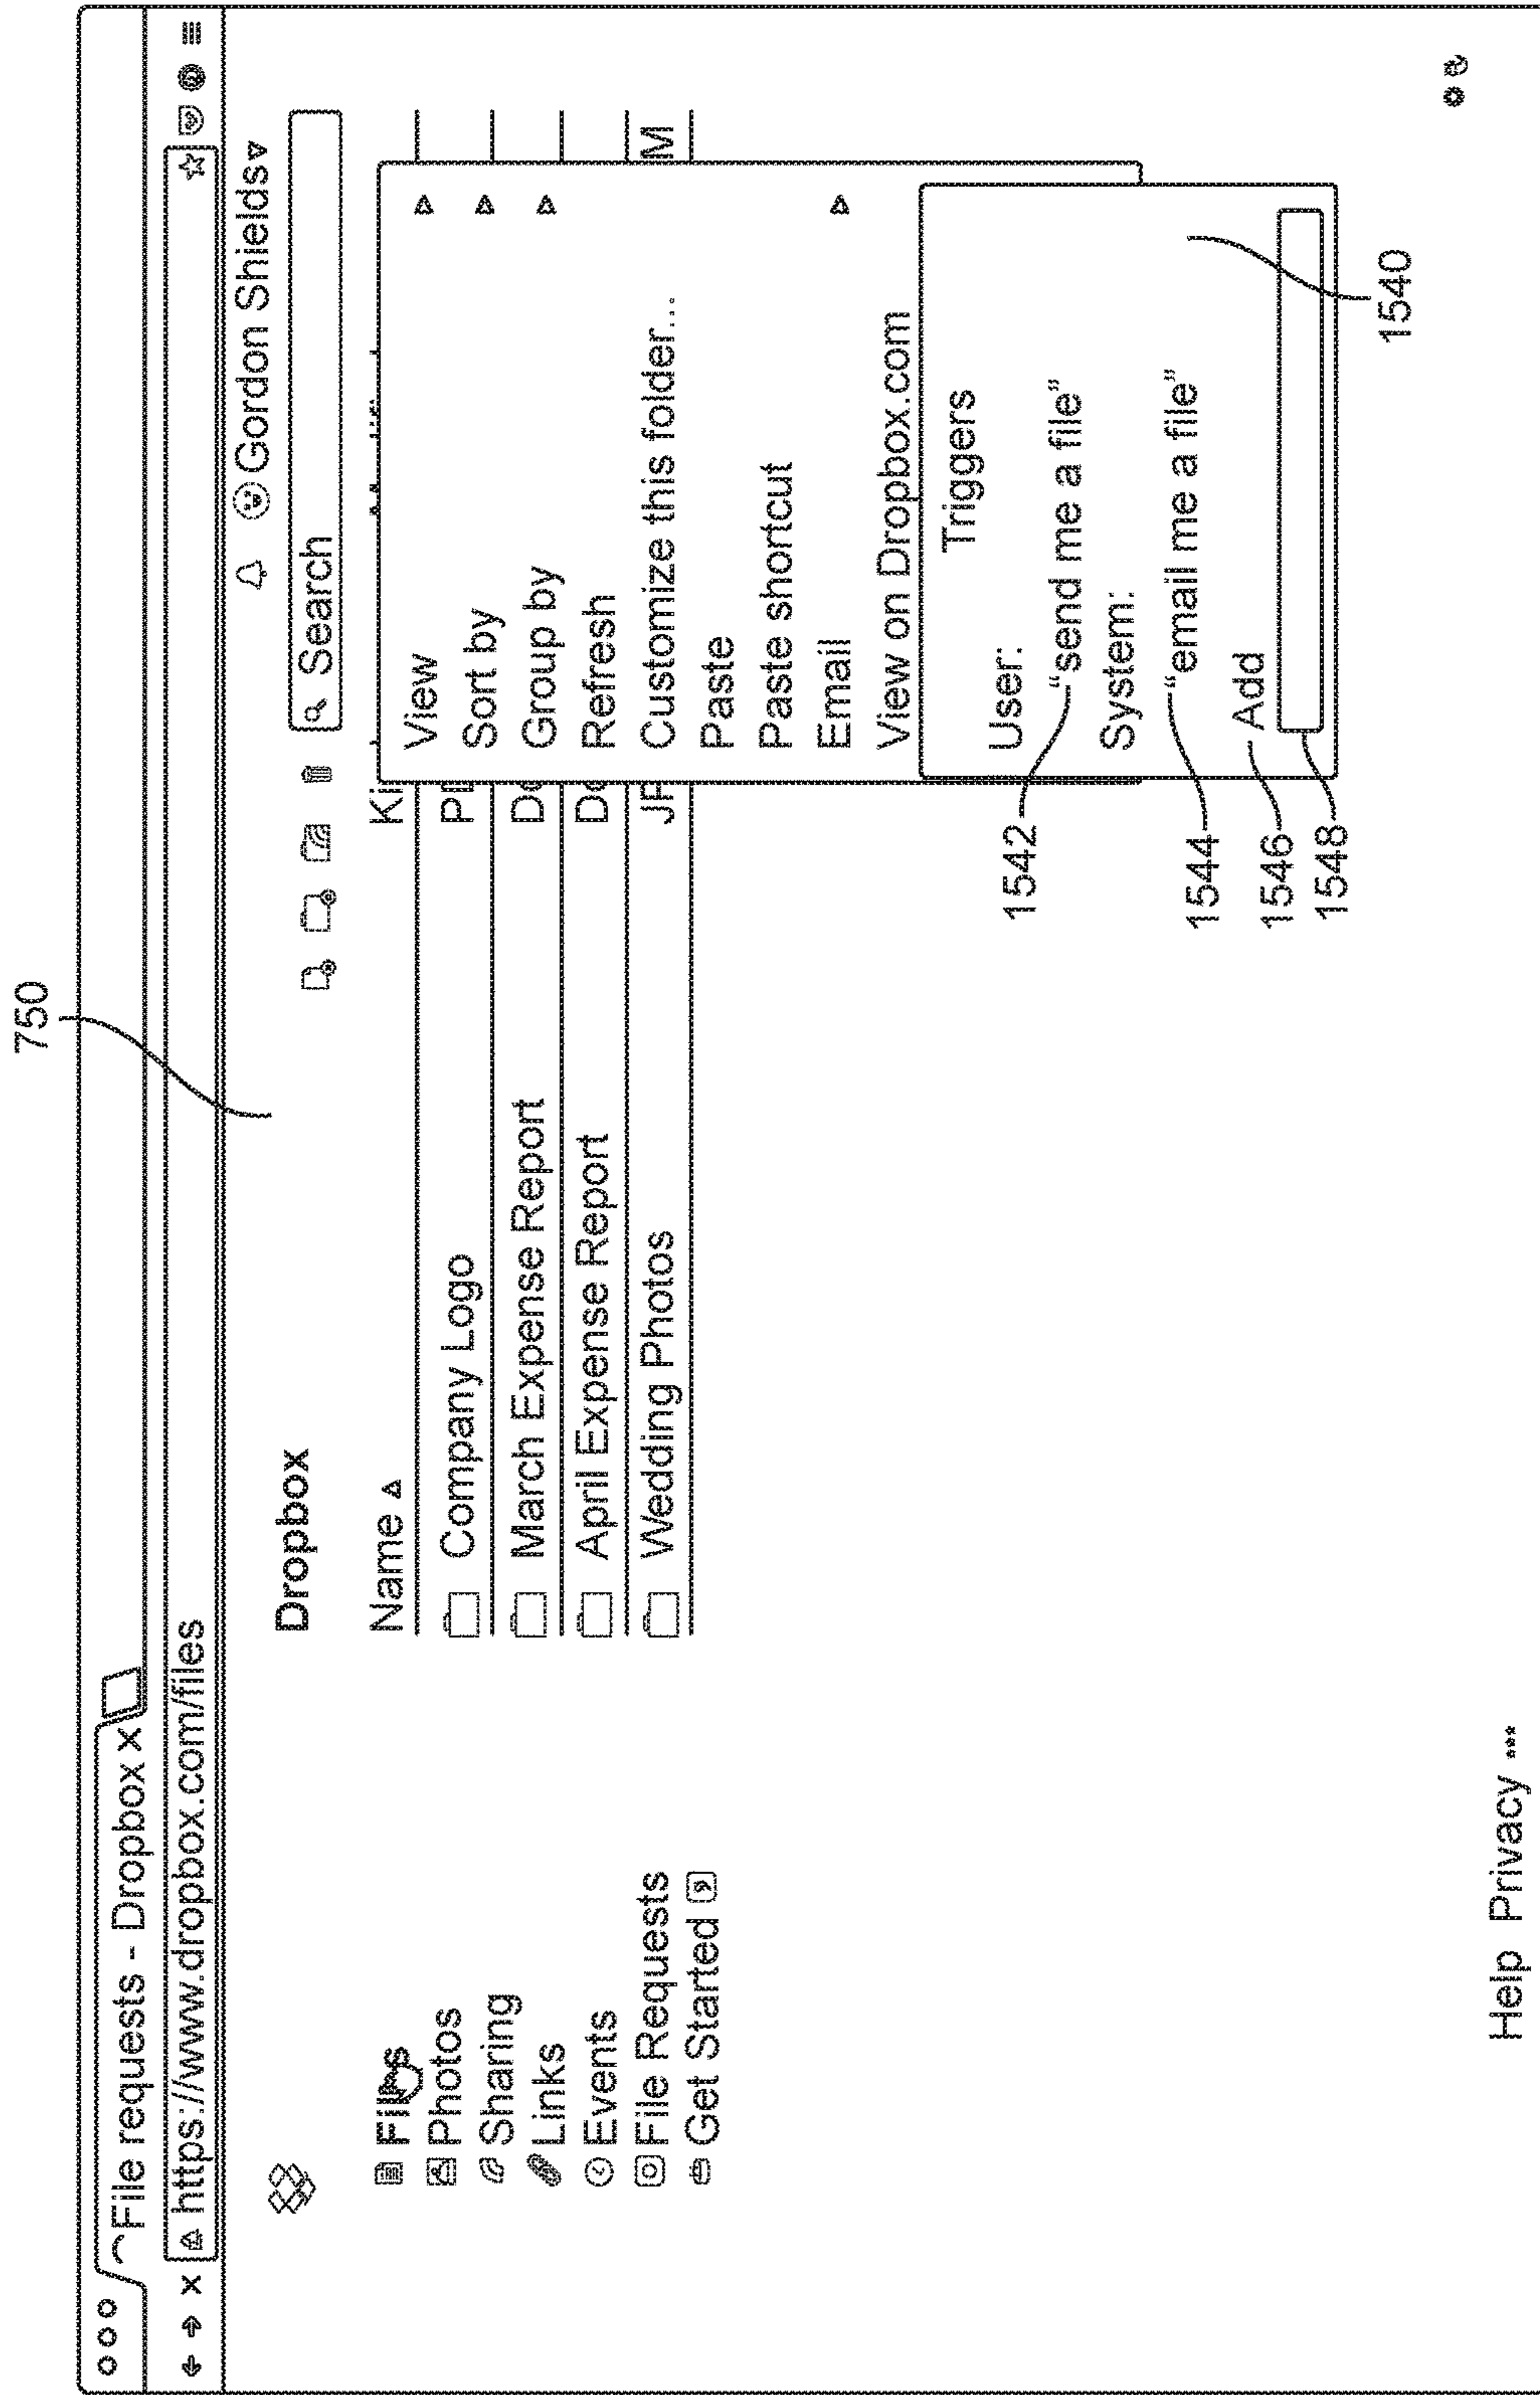 750
File requests - Dropbox x
https://www.dropbox.com/files
Gordon Shields
Dropbox
Search
Files
Photos
Sharing
Links
Events
File Requests
Get Started
Name
Ki
Company Logo
March Expense Report
Do
April Expense Report
Do
Wedding Photos
M
View
Sort by
Group by
Refresh
Customize this folder...
Paste
Paste shortcut
Email
View on Dropbox.com
Triggers
User:
1542
“send me a file”
System:
1544
“email me a file”
1546
Add
1548
1540
Help Privacy •••